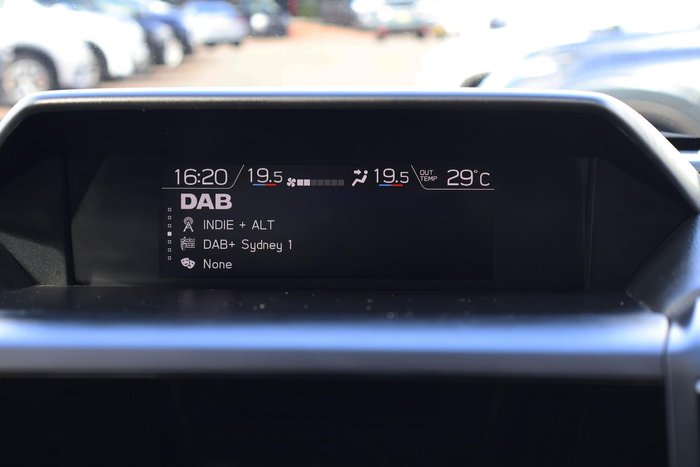 16:20 19.5 19.5 OUT TEMP 29°C
DAB
INDIE + ALT
DAB+ Sydney 1
None